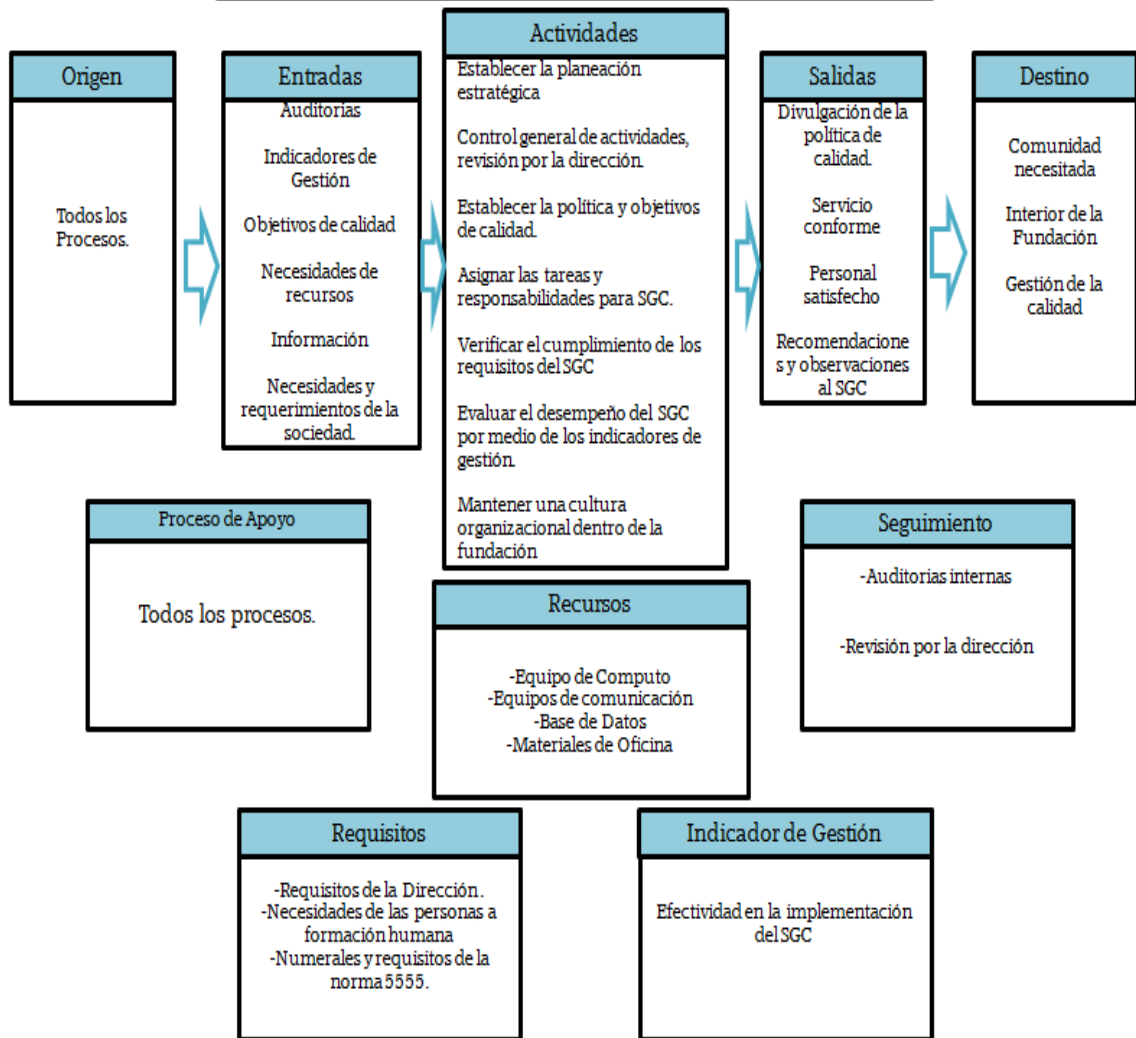 Origen
Todos los
Procesos.
Entradas
Auditorias
Indicadores de
Gestión
Objetivos de calidad
Necesidades de
recursos
Información
Necesidades y
requerimientos de la
sociedad.
Actividades
Establecer la planeación
estratégica
Control general de actividades,
revisión por la dirección.
Establecer la política y objetivos
de calidad.
Asignar las tareas y
responsabilidades para SGC.
Verificar el cumplimiento de los
requisitos del SGC
Evaluar el desempeño del SGC
por medio de los indicadores de
gestión.
Mantener una cultura
organizacional dentro de la
fundación
Salidas
Divulgación de la
política de
calidad.
Servicio
conforme
Personal
satisfecho
Recomendacione
s y observaciones
al SGC
Destino
Comunidad
necesitada
Interior de la
Fundación
Gestión de la
calidad
Proceso de Apoyo
Todos los procesos.
Recursos
-Equipo de Computo
-Equipos de comunicación
-Base de Datos
-Materiales de Oficina
Seguimiento
-Auditorias internas
-Revisión por la dirección
Requisitos
-Requisitos de la Dirección.
-Necesidades de las personas a
formación humana
-Numerales y requisitos de la
norma 5555.
Indicador de Gestión
Efectividad en la implementación
del SGC